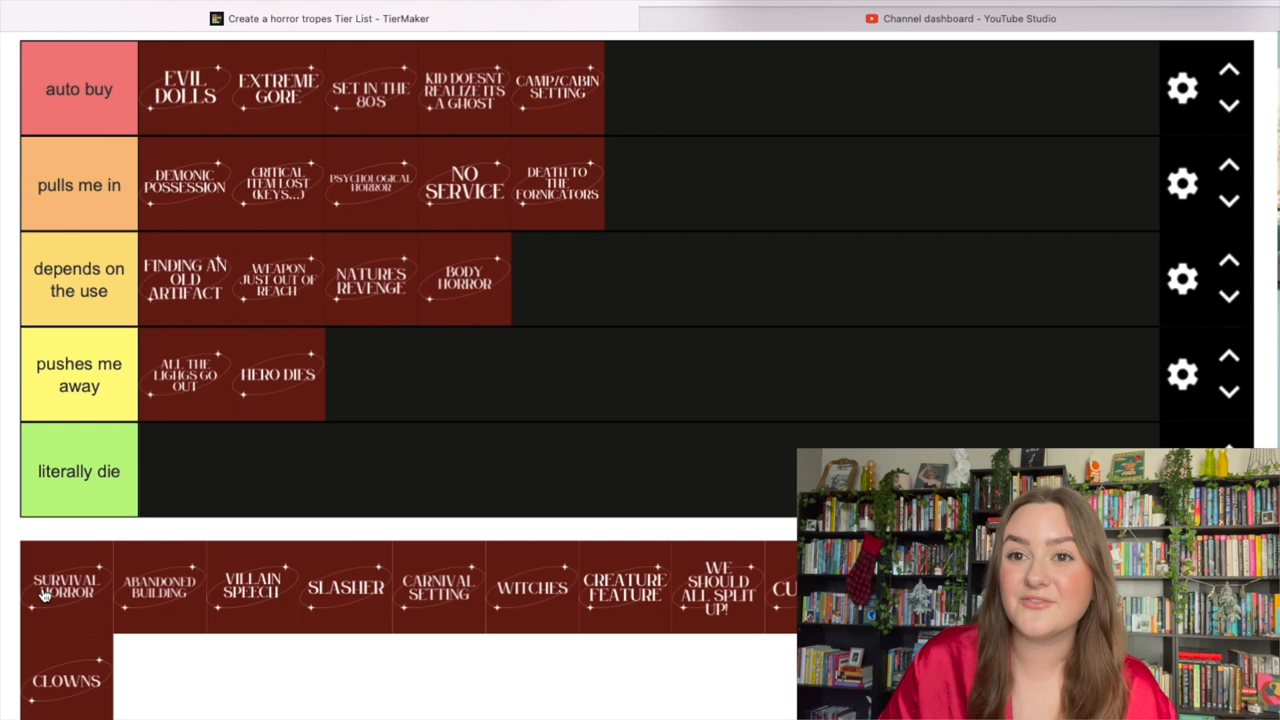 Create a horror tropes Tier List - TierMaker
Channel dashboard - YouTube Studio
auto buy
EVIL
DOLLS
EXTREME
GORE
SET IN THE
80S
KID DOESNT
REALIZE ITS
A GHOST
CAMP/CABIN
SETTING
pulls me in
DEMONIC
POSSESSION
CRITICAL
ITEM LOST
(KEYS...)
PSYCHOLOGICAL
HORROR
NO
SERVICE
DEATH TO
THE
FORNICATORS
depends on
the use
FINDING AN
OLD
ARTIFACT
WEAPON
JUST OUT OF
REACH
NATURES
REVENGE
BODY
HORROR
pushes me
away
ALL THE
LIGHGS GO
OUT
HERO DIES
literally die
SURVIVAL
HORROR
ABANDONED
BUILDING
VILLAIN
SPEECH
SLASHER
CARNIVAL
SETTING
WITCHES
CREATURE
FEATURE
WE
SHOULD
ALL SPLIT
UP!
CU
CLOWNS